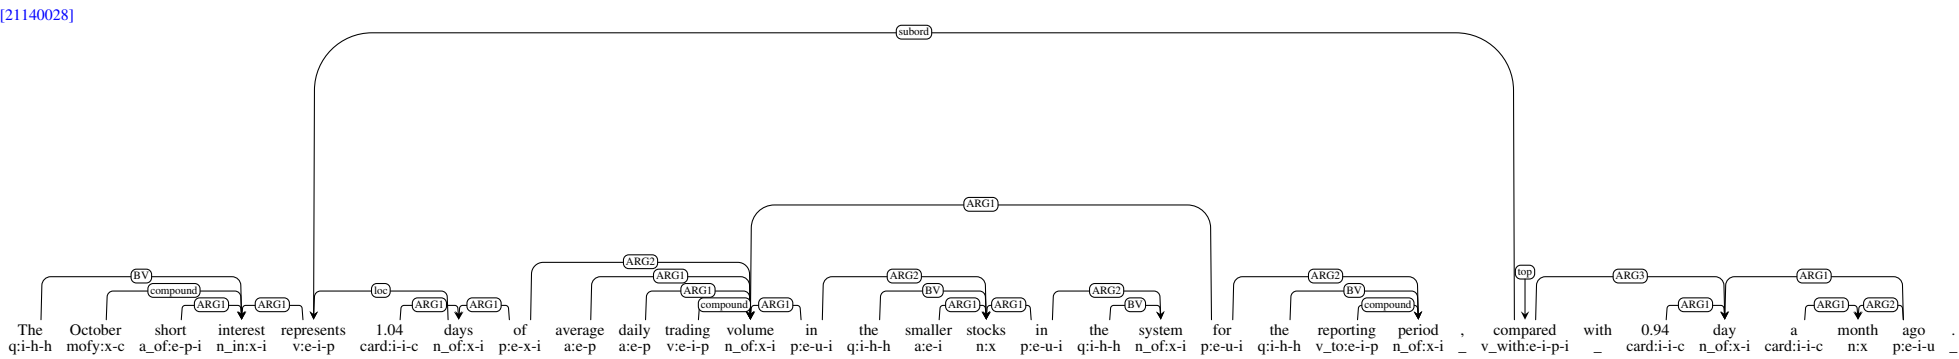 [21140028]
subord
ARG1
ARG2
BV ARG1 ARG2 ARG2 top ARG3 ARG1
compound loc ARG1 BV ARG2 BV
ARG1 ARG1 ARG1 ARG1 compound ARG1 ARG1 ARG1 BV compound ARG1 ARG1 ARG2
The October short interest represents 1.04 days of average daily trading volume in the smaller stocks in the system for the reporting period , compared with 0.94 day a month ago .
q:i-h-h mofy:x-c a_of:e-p-i n_in:x-i v:e-i-p card:i-i-c n_of:x-i p:e-x-i a:e-p a:e-p v:e-i-p n_of:x-i p:e-u-i q:i-h-h a:e-i n:x p:e-u-i q:i-h-h n_of:x-i p:e-u-i q:i-h-h v_to:e-i-p n_of:x-i _ v_with:e-i-p-i _ card:i-i-c n_of:x-i card:i-i-c n:x p:e-i-u _